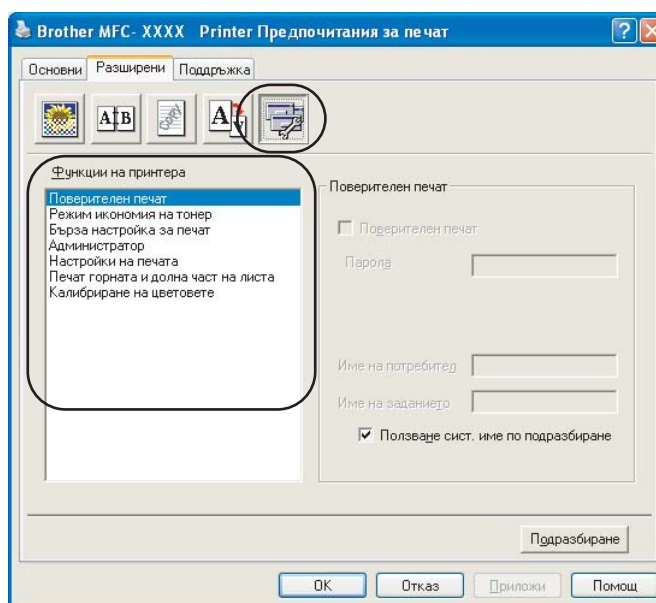 Brother MFC- XXXX Printer Предпочитания за печат
Основни Разширени Поддръжка
A B Copy A
Функции на принтера
Поверителен печат
Режим икономия на тонер
Бърза настройка за печат
Администратор
Настройки на печата
Печат горната и долна част на листа
Калибриране на цветовете
Поверителен печат
Поверителен печат
Парола
Име на потребител
Име на заданието
Ползване сист. име по подразбиране
Подразбиране
OK Отказ Приложи Помощ